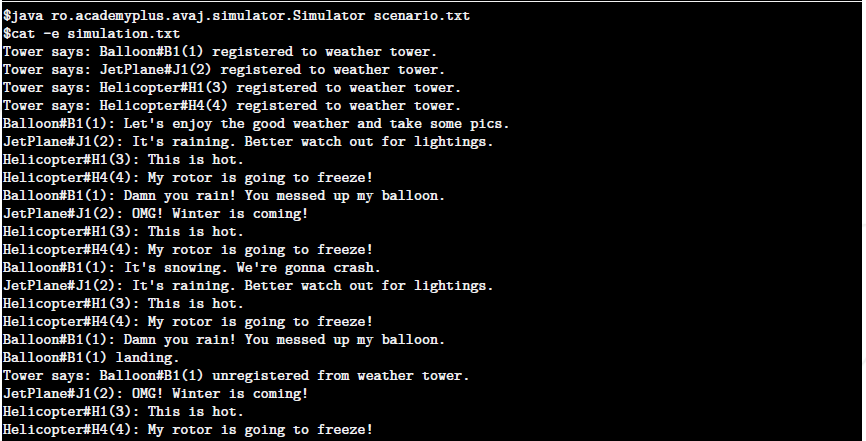 $java ro.academyplus.avaj.simulator.Simulator scenario.txt
$cat -e simulation.txt
Tower says: Balloon#B1(1) registered to weather tower.
Tower says: JetPlane#J1(2) registered to weather tower.
Tower says: Helicopter#H1(3) registered to weather tower.
Tower says: Helicopter#H4(4) registered to weather tower.
Balloon#B1(1): Let's enjoy the good weather and take some pics.
JetPlane#J1(2): It's raining. Better watch out for lightings.
Helicopter#H1(3): This is hot.
Helicopter#H4(4): My rotor is going to freeze!
Balloon#B1(1): Damn you rain! You messed up my balloon.
JetPlane#J1(2): OMG! Winter is coming!
Helicopter#H1(3): This is hot.
Helicopter#H4(4): My rotor is going to freeze!
Balloon#B1(1): It's snowing. We're gonna crash.
JetPlane#J1(2): It's raining. Better watch out for lightings.
Helicopter#H1(3): This is hot.
Helicopter#H4(4): My rotor is going to freeze!
Balloon#B1(1): Damn you rain! You messed up my balloon.
Balloon#B1(1) landing.
Tower says: Balloon#B1(1) unregistered from weather tower.
JetPlane#J1(2): OMG! Winter is coming!
Helicopter#H1(3): This is hot.
Helicopter#H4(4): My rotor is going to freeze!